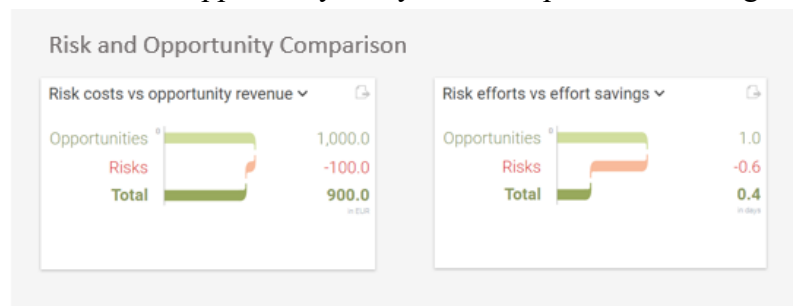 Risk and Opportunity Comparison
Risk costs vs opportunity revenue
Opportunities 0 1,000.0
Risks -100.0
Total 900.0
in EUR
Risk efforts vs effort savings
Opportunities 0 1.0
Risks -0.6
Total 0.4
in days